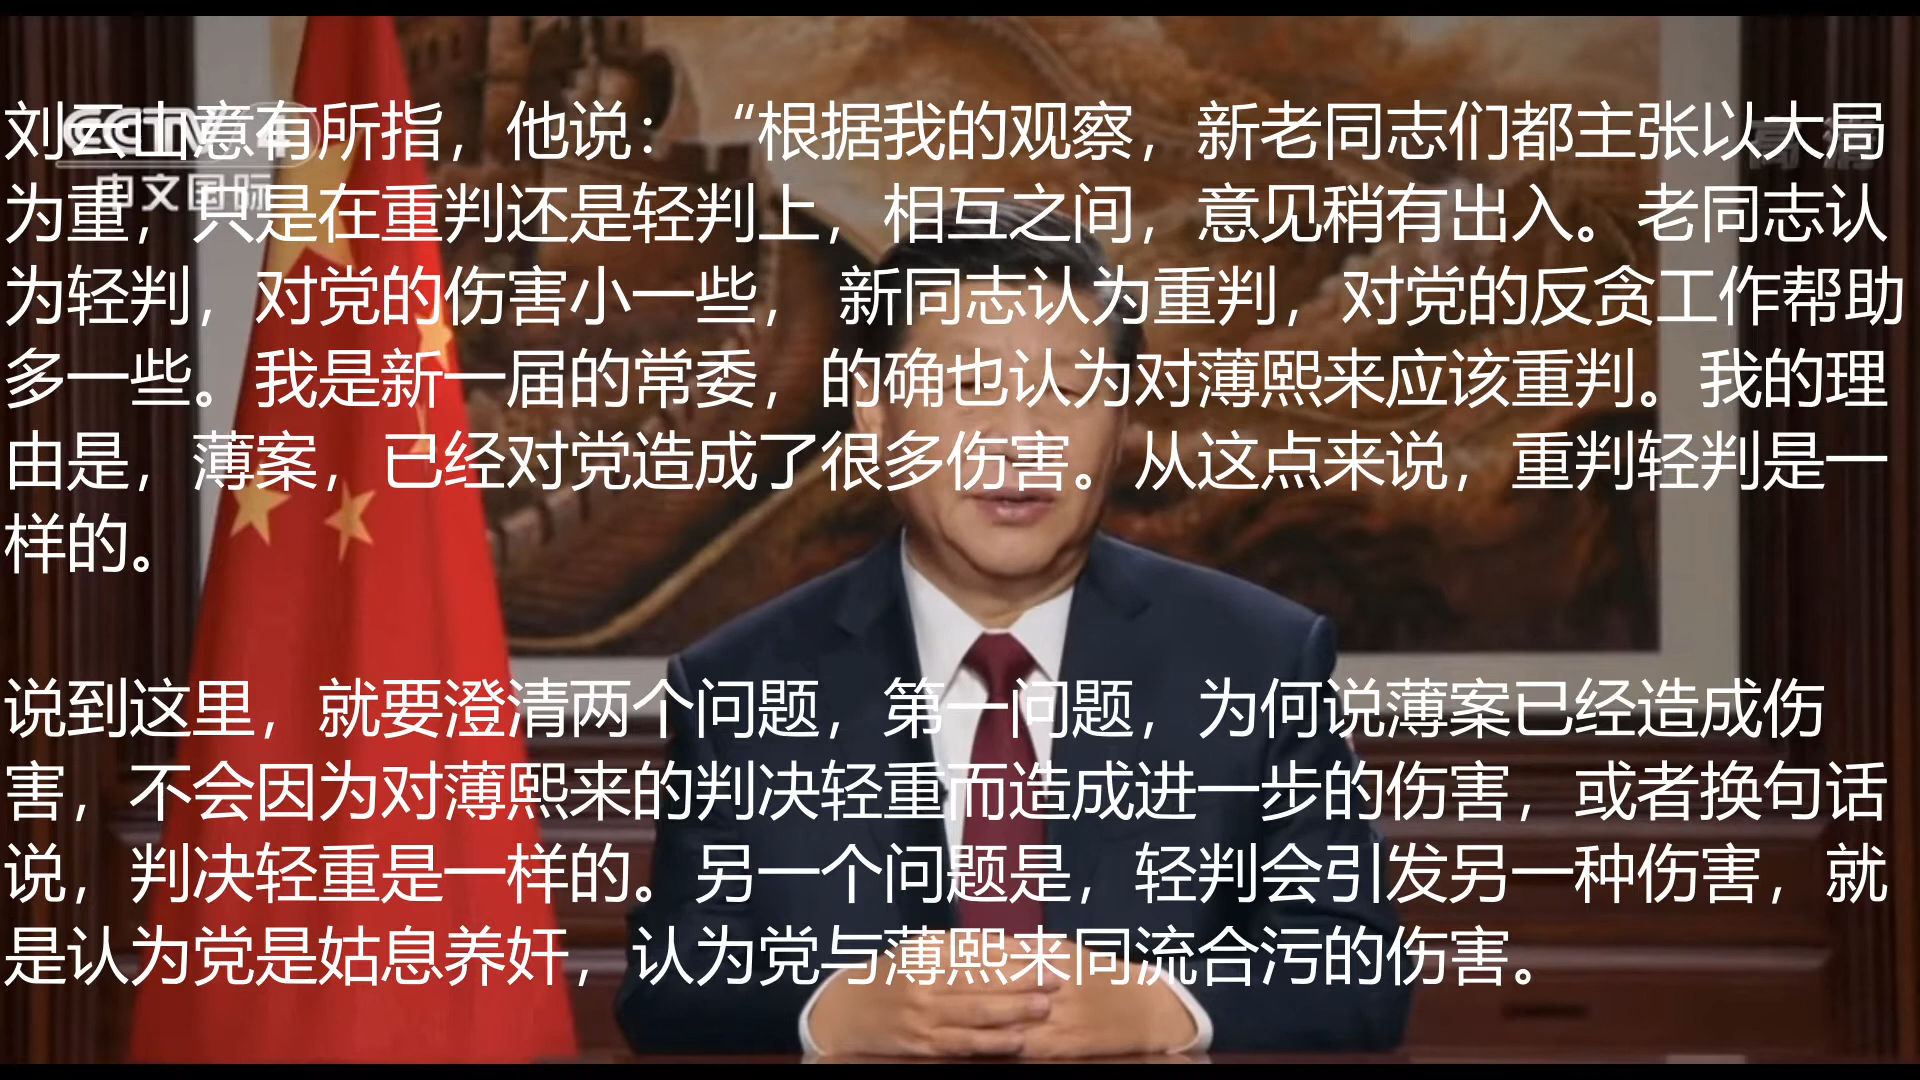 刘云山意有所指，他说：“根据我的观察，新老同志们都主张以大局
为重，只是在重判还是轻判上，相互之间，意见稍有出入。老同志认
为轻判，对党的伤害小一些， 新同志认为重判，对党的反贪工作帮助
多一些。我是新一届的常委，的确也认为对薄熙来应该重判。我的理
由是，薄案，已经对党造成了很多伤害。从这点来说，重判轻判是一
样的。
说到这里，就要澄清两个问题，第一问题，为何说薄案已经造成伤
害，不会因为对薄熙来的判决轻重而造成进一步的伤害，或者换句话
说，判决轻重是一样的。另一个问题是，轻判会引发另一种伤害，就
是认为党是姑息养奸，认为党与薄熙来同流合污的伤害。
CCTV 4
中文国际
高清